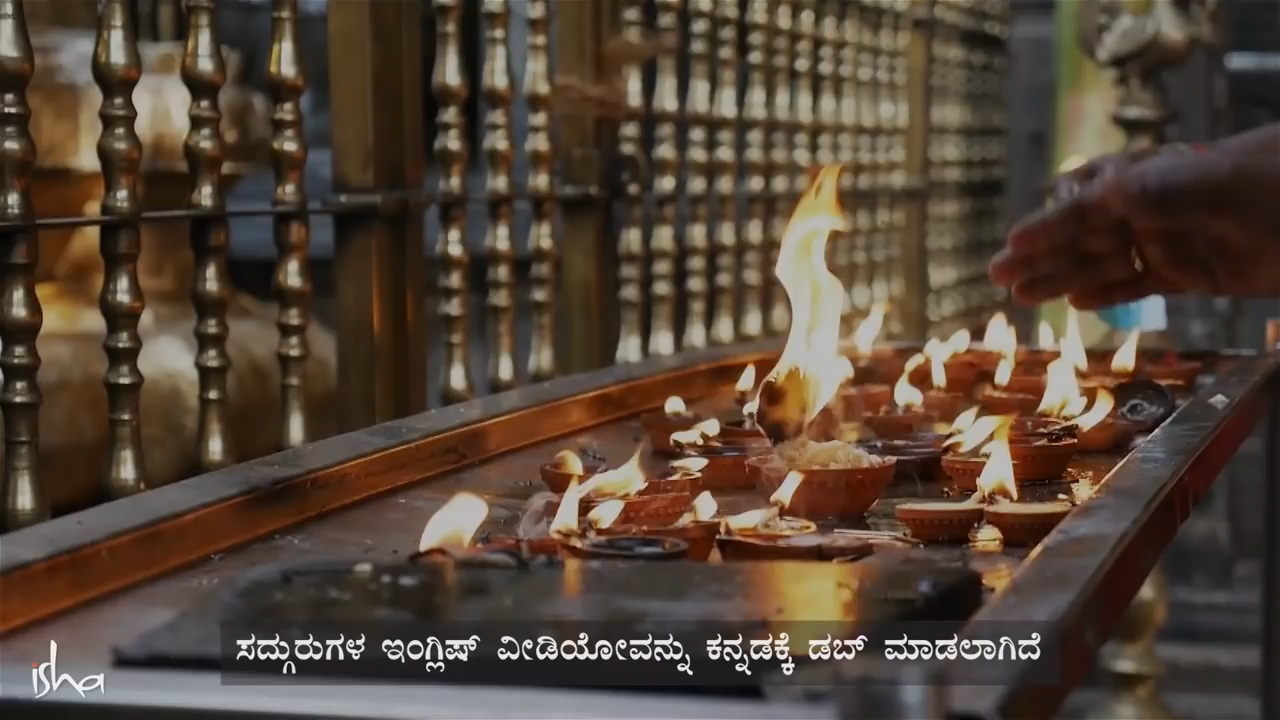 ಸದ್ಗುರುಗಳ ಇಂಗ್ಲಿಷ್ ವೀಡಿಯೋವನ್ನು ಕನ್ನಡಕ್ಕೆ ಡಬ್ ಮಾಡಲಾಗಿದೆ
isha